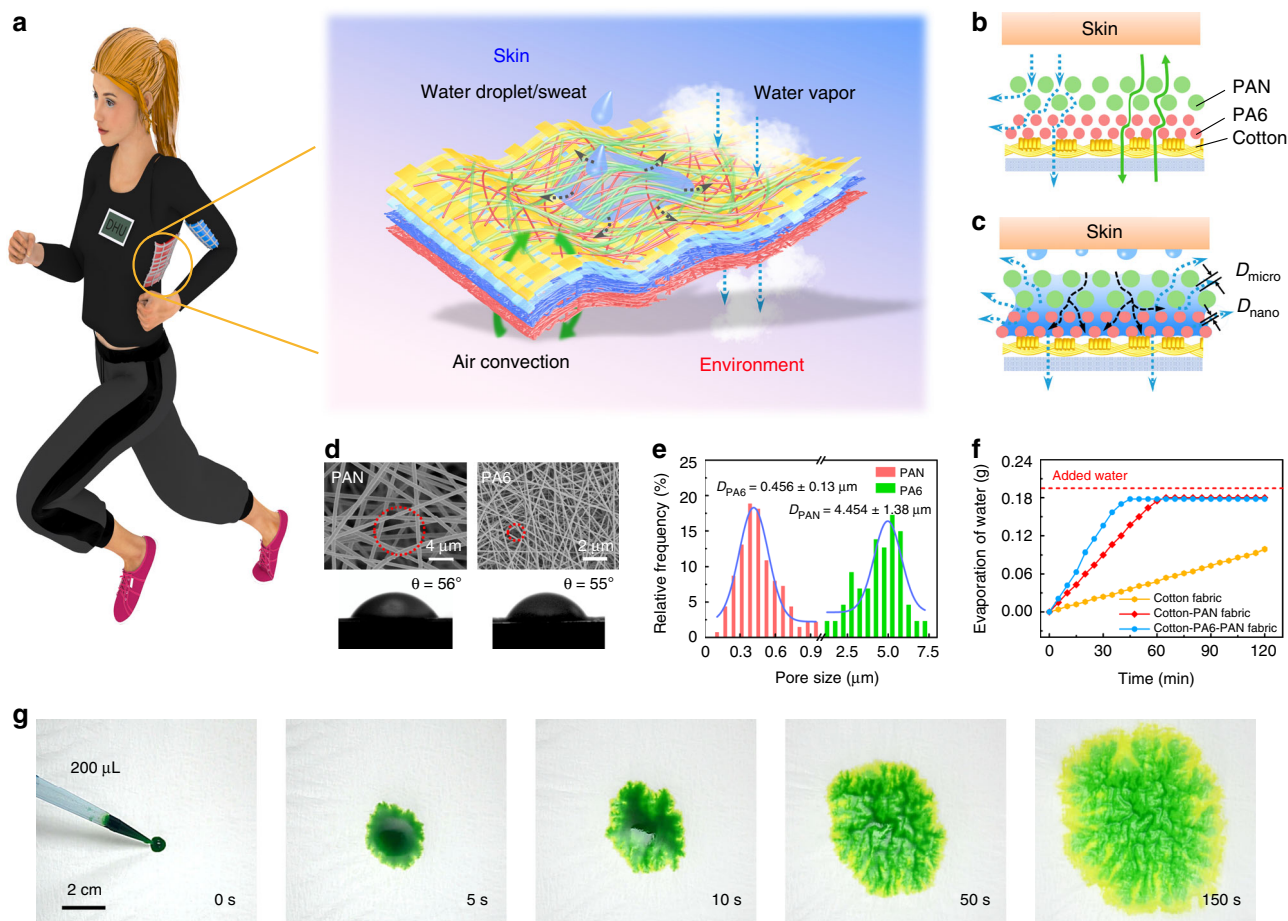 a
DHU
Skin
Water droplet/sweat
Water vapor
Air convection
Environment
b
Skin
PAN
PA6
Cotton
c
Skin
Dmicro
Dnano
d
PAN
4 μm
PA6
2 μm
θ = 56°
θ = 55°
e
Relative frequency (%)
25
20
15
10
5
0
DPA6 = 0.456 ± 0.13 μm
DPAN = 4.454 ± 1.38 μm
PAN
PA6
0 0.3 0.6 0.9 2.5 5.0 7.5
Pore size (μm)
f
Evaporation of water (g)
0.24
0.18
0.12
0.06
0.00
Added water
Cotton fabric
Cotton-PAN fabric
Cotton-PA6-PAN fabric
0 30 60 90 120
Time (min)
g
200 μL
2 cm
0 s
5 s
10 s
50 s
150 s